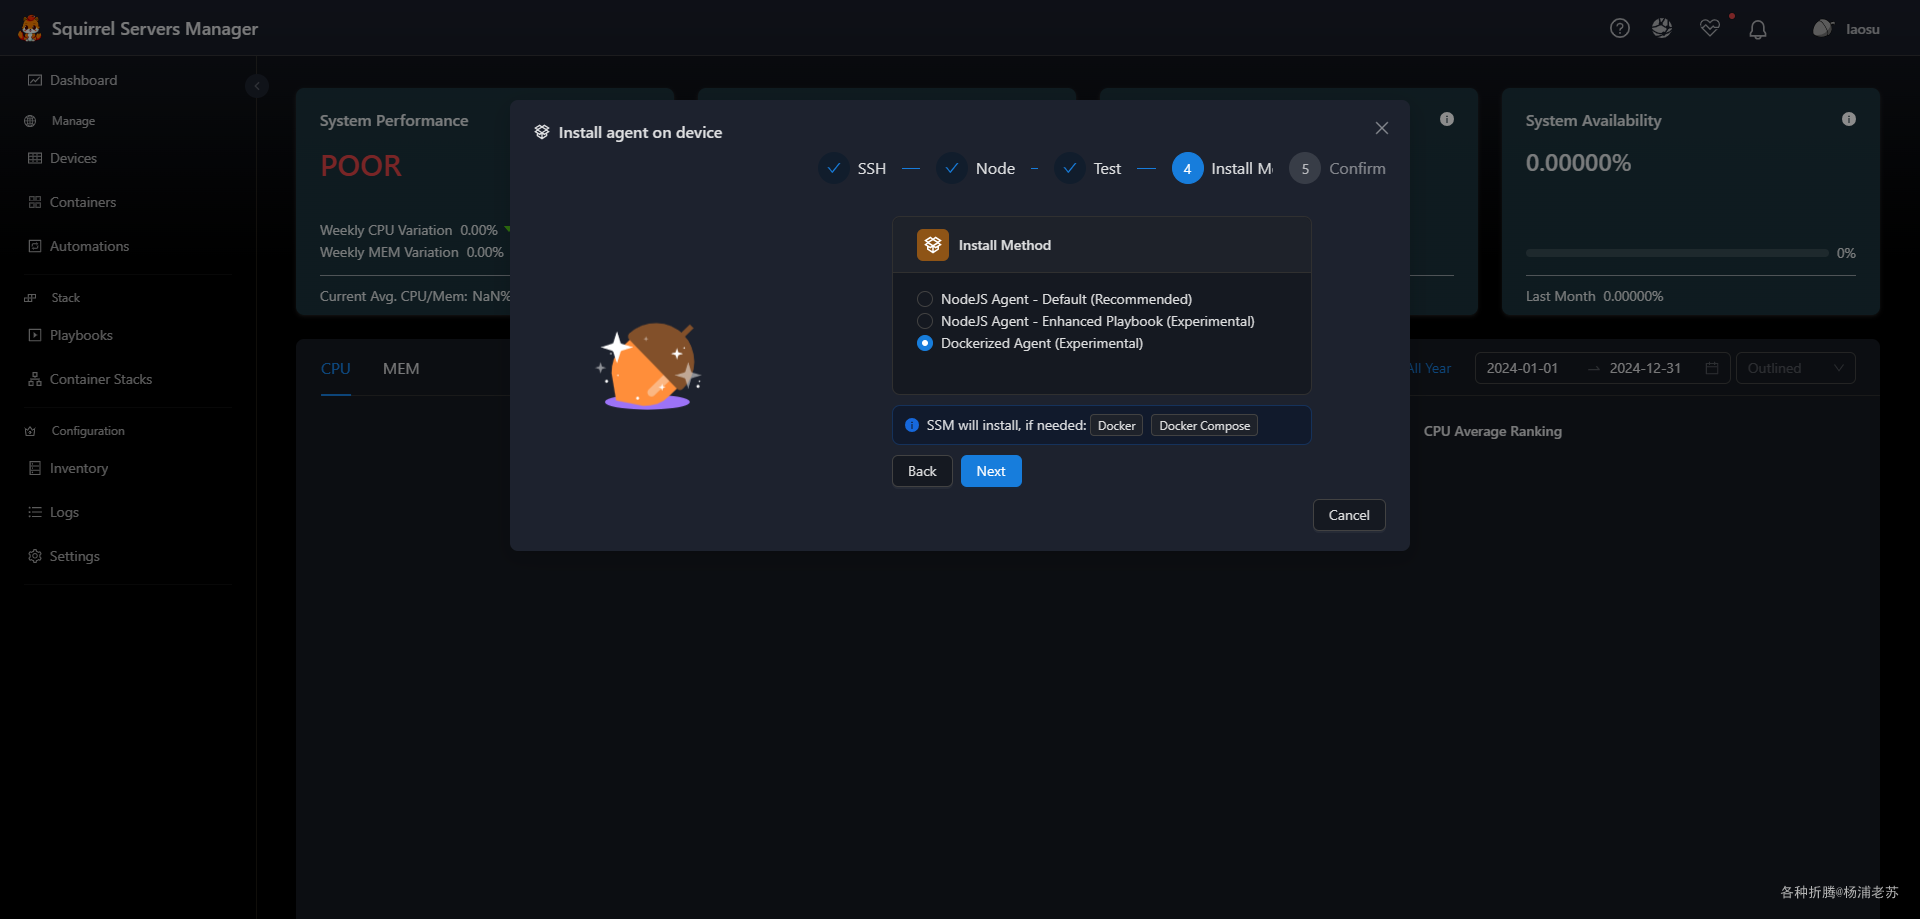 Squirrel Servers Manager
laosu
Dashboard
Manage
Devices
Containers
Automations
Stack
Playbooks
Container Stacks
Configuration
Inventory
Logs
Settings
System Performance
POOR
Weekly CPU Variation 0.00%
Weekly MEM Variation 0.00%
Current Avg. CPU/Mem: NaN%
System Availability
0.00000%
0%
Last Month 0.00000%
CPU MEM
All Year 2024-01-01 → 2024-12-31 Outlined
CPU Average Ranking
Install agent on device
SSH Node Test 4 Install M 5 Confirm
Install Method
NodeJS Agent - Default (Recommended)
NodeJS Agent - Enhanced Playbook (Experimental)
Dockerized Agent (Experimental)
SSM will install, if needed: Docker Docker Compose
Back Next
Cancel
各种折腾@杨浦老苏